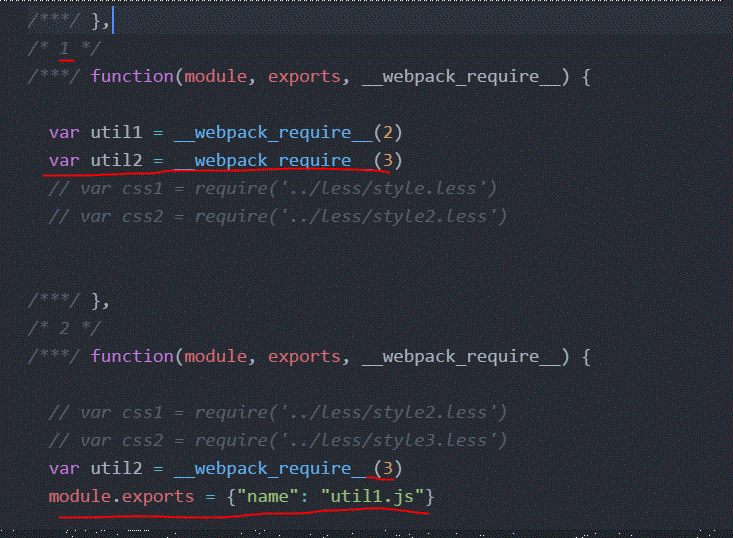 /***/ },
/* 1 */
/***/ function(module, exports, __webpack_require__) {
var util1 = __webpack_require__(2)
var util2 = __webpack_require__(3)
// var css1 = require('../less/style.less')
// var css2 = require('../less/style2.less')
/***/ },
/* 2 */
/***/ function(module, exports, __webpack_require__) {
// var css1 = require('../less/style2.less')
// var css2 = require('../less/style3.less')
var util2 = __webpack_require__(3)
module.exports = {"name": "util1.js"}